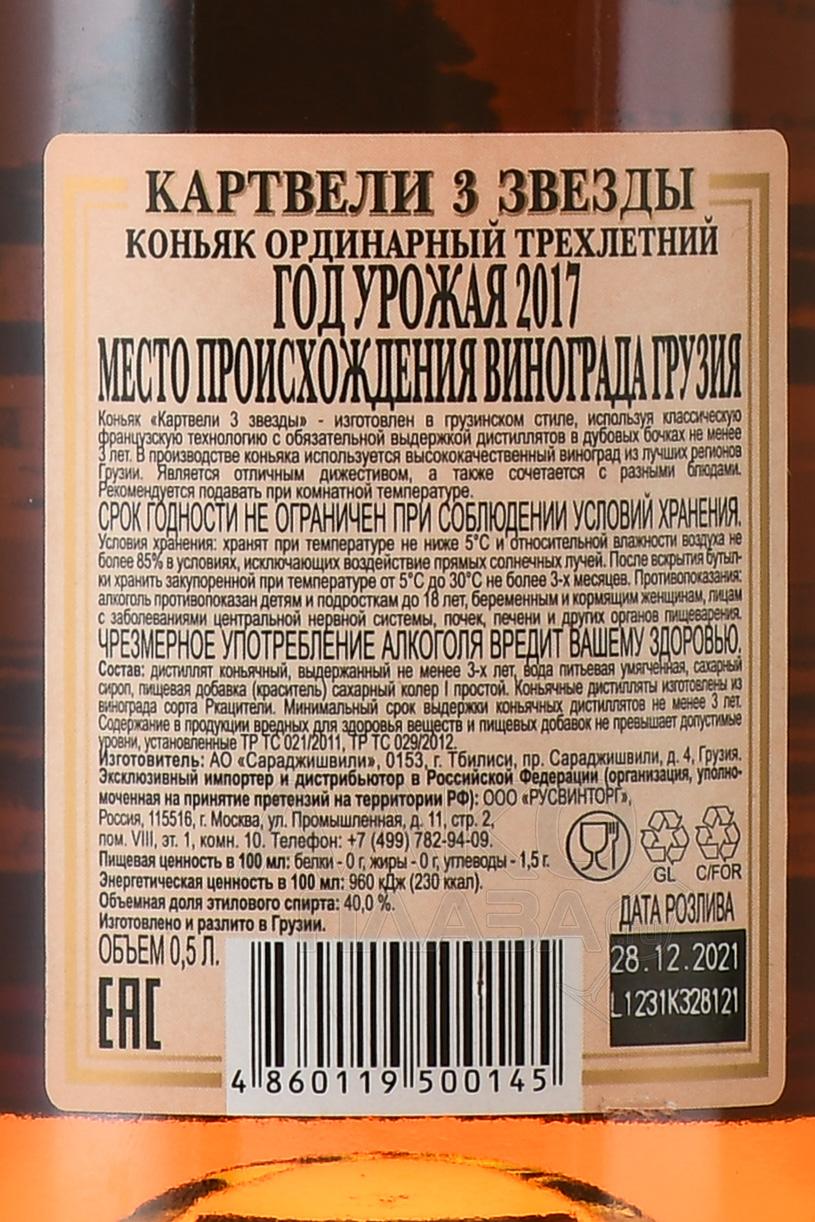 КАРТВЕЛИ 3 ЗВЕЗДЫ
КОНЬЯК ОРДИНАРНЫЙ ТРЕХЛЕТНИЙ
ГОД УРОЖАЯ 2017
МЕСТО ПРОИСХОЖДЕНИЯ ВИНОГРАДА ГРУЗИЯ
Коньяк «Картвели 3 звезды» - изготовлен в грузинском стиле, используя классическую
французскую технологию с обязательной выдержкой дистиллятов в дубовых бочках не менее
3 лет. В производстве коньяка используется высококачественный виноград из лучших регионов
Грузии. Является отличным дижестивом, а также сочетается с разными блюдами.
Рекомендуется подавать при комнатной температуре.
СРОК ГОДНОСТИ НЕ ОГРАНИЧЕН ПРИ СОБЛЮДЕНИИ УСЛОВИЙ ХРАНЕНИЯ.
Условия хранения: хранят при температуре не ниже 5°С и относительной влажности воздуха не
более 85% в условиях, исключающих воздействие прямых солнечных лучей. После вскрытия бутыл-
ки хранить закупоренной при температуре от 5°С до 30°С не более 3-х месяцев. Противопоказания:
алкоголь противопоказан детям и подросткам до 18 лет, беременным и кормящим женщинам, лицам
с заболеваниями центральной нервной системы, почек, печени и других органов пищеварения.
ЧРЕЗМЕРНОЕ УПОТРЕБЛЕНИЕ АЛКОГОЛЯ ВРЕДИТ ВАШЕМУ ЗДОРОВЬЮ.
Состав: дистиллят коньячный, выдержанный не менее 3-х лет, вода питьевая умягченная, сахарный
сироп, пищевая добавка (краситель) сахарный колер I простой. Коньячные дистилляты изготовлены из
винограда сорта Ркацители. Минимальный срок выдержки коньячных дистиллятов не менее 3 лет.
Содержание в продукции вредных для здоровья веществ и пищевых добавок не превышает допустимые
уровни, установленные ТР ТС 021/2011, ТР ТС 029/2012.
Изготовитель: АО «Сараджишвили», 0153, г. Тбилиси, пр. Сараджишвили, д. 4, Грузия.
Эксклюзивный импортер и дистрибьютор в Российской Федерации (организация, уполно-
моченная на принятие претензий на территории РФ): ООО «РУСВИНТОРГ»,
Россия, 115516, г. Москва, ул. Промышленная, д. 11, стр. 2,
пом. VIII, эт. 1, комн. 10. Телефон: +7 (499) 782-94-09.
Пищевая ценность в 100 мл: белки - 0 г, жиры - 0 г, углеводы - 1,5 г.
Энергетическая ценность в 100 мл: 960 кДж (230 ккал).
Объемная доля этилового спирта: 40,0 %.
Изготовлено и разлито в Грузии.
ОБЪЕМ 0,5 Л.
GL
C/FOR
ДАТА РОЗЛИВА
28.12.2021
L1231K328121
EAC
4 860119 500145